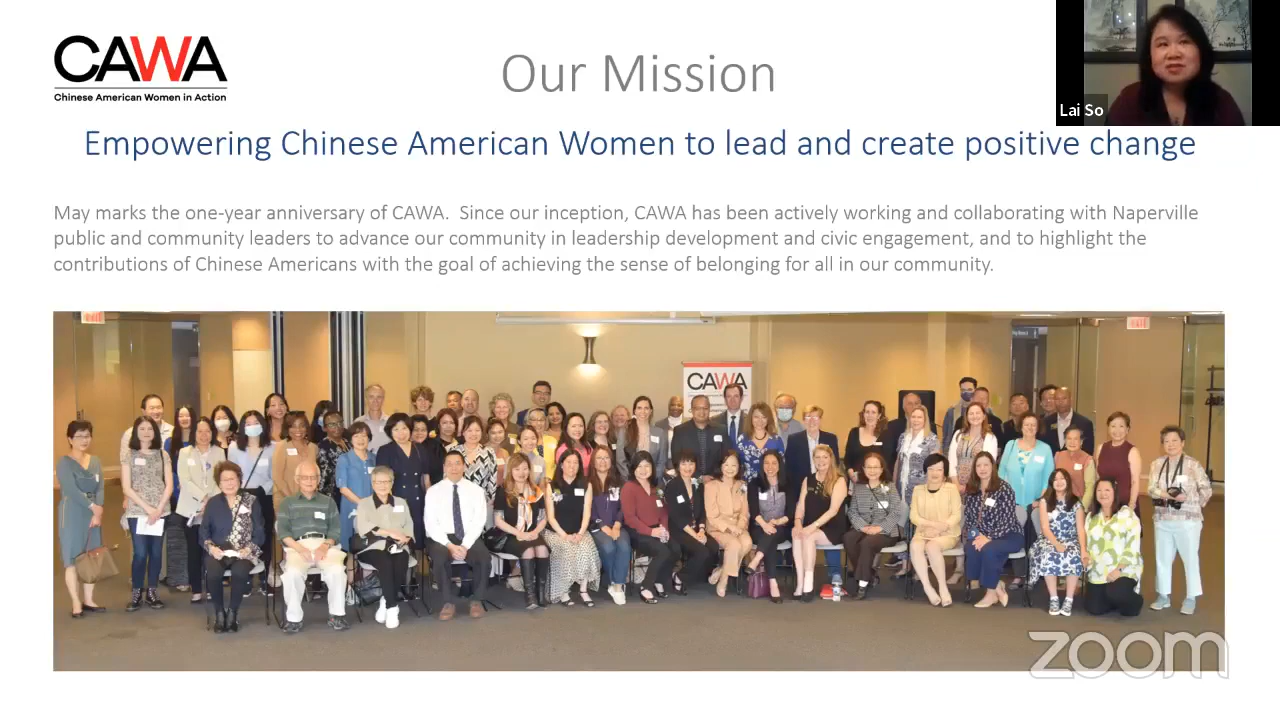 CAWA
Chinese American Women in Action
Our Mission
Lai So
Empowering Chinese American Women to lead and create positive change
May marks the one-year anniversary of CAWA.  Since our inception, CAWA has been actively working and collaborating with Naperville
public and community leaders to advance our community in leadership development and civic engagement, and to highlight the
contributions of Chinese Americans with the goal of achieving the sense of belonging for all in our community.
EXIT
EXIT
CAWA
zoom